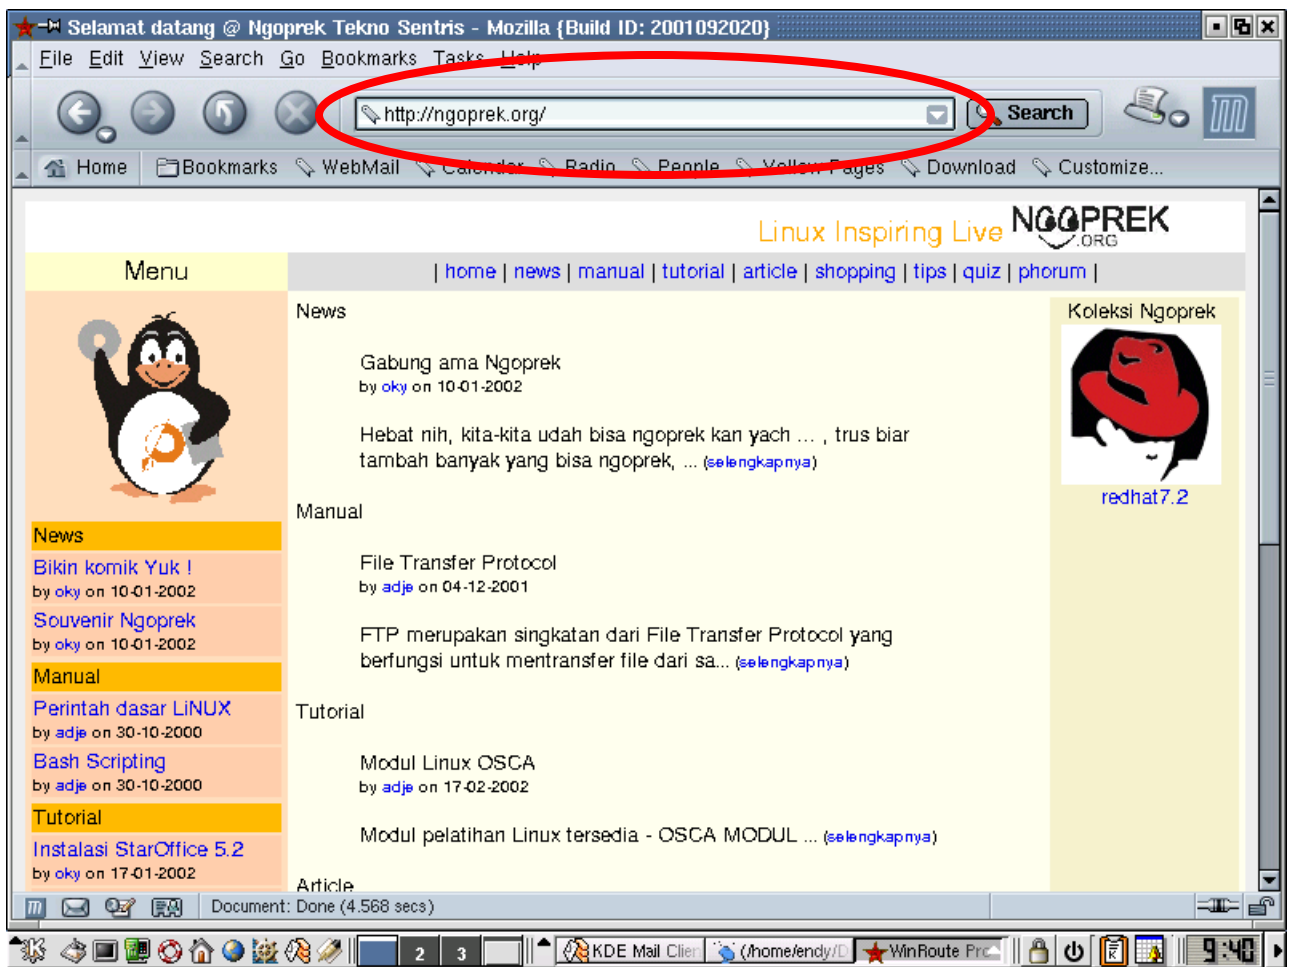 Selamat datang @ Ngoprek Tekno Sentris - Mozilla {Build ID: 2001092020}
File Edit View Search Go Bookmarks Tasks Help
http://ngoprek.org/ Search
Home Bookmarks WebMail Calendar Radio People Yellow Pages Download Customize...
Linux Inspiring Live NGOPREK
.ORG
Menu
| home | news | manual | tutorial | article | shopping | tips | quiz | phorum |
News
Bikin komik Yuk !
by oky on 10-01-2002
Souvenir Ngoprek
by oky on 10-01-2002
Manual
Perintah dasar LiNUX
by adje on 30-10-2000
Bash Scripting
by adje on 30-10-2000
Tutorial
Instalasi StarOffice 5.2
by oky on 17-01-2002
News
Gabung ama Ngoprek
by oky on 10-01-2002
Hebat nih, kita-kita udah bisa ngoprek kan yach ... , trus biar
tambah banyak yang bisa ngoprek, ... (selengkapnya)
Manual
File Transfer Protocol
by adje on 04-12-2001
FTP merupakan singkatan dari File Transfer Protocol yang
berfungsi untuk mentransfer file dari sa... (selengkapnya)
Tutorial
Modul Linux OSCA
by adje on 17-02-2002
Modul pelatihan Linux tersedia - OSCA MODUL ... (selengkapnya)
Article
Koleksi Ngoprek
redhat7.2
Document: Done (4.568 secs)
2 3 KDE Mail Clien (/home/endy/D WinRoute Pro 9:40